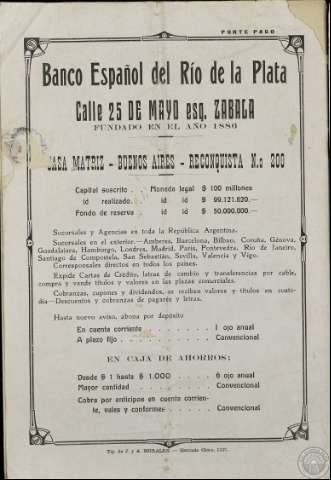 PORTE PAGO
Banco Español del Río de la Plata
Calle 25 DE MAYO esq. ZABALA
FUNDADO EN EL AÑO 1886
CASA MATRIZ - BUENOS AIRES - RECONQUISTA N.o 200
Capital suscrito . Moneda legal $ 100 millones
id realizado. id id $ 99.121.820.—
Fondo de reserva . id id $ 50.000.000.—
Sucursales y Agencias en toda la República Argentina.
Sucursales en el exterior.—Amberes, Barcelona, Bilbao, Coruña, Génova,
Guadalajara, Hamburgo, Londres, Madrid, París, Pontevedra, Río de Janeiro,
Santiago de Compostela, San Sebastián, Sevilla, Valencia y Vigo.
Corresponsales directos en todos los países.
Expide Cartas de Crédito, letras de cambio y transferencias por cable,
compra y vende títulos y valores en las plazas comerciales.
Cobranzas, cupones y dividendos, se reciben valores y títulos en custo-
dia—Descuentos y cobranzas de pagarés y letras.
Hasta nuevo aviso, abona por depósito
En cuenta corriente . . . . . . 1 o|o anual
A plazo fijo . . . . . . . . Convencional
EN CAJA DE AHORROS:
Desde $ 1 hasta $ 1.000 . . . . 6 o|o anual
Mayor cantidad . . . . . . . Convencional
Cobra por anticipos en cuenta corrien-
te, vales y conformes . . . . . Convencional
Tip. de J. y A. MORALES.—Mercado Chico,